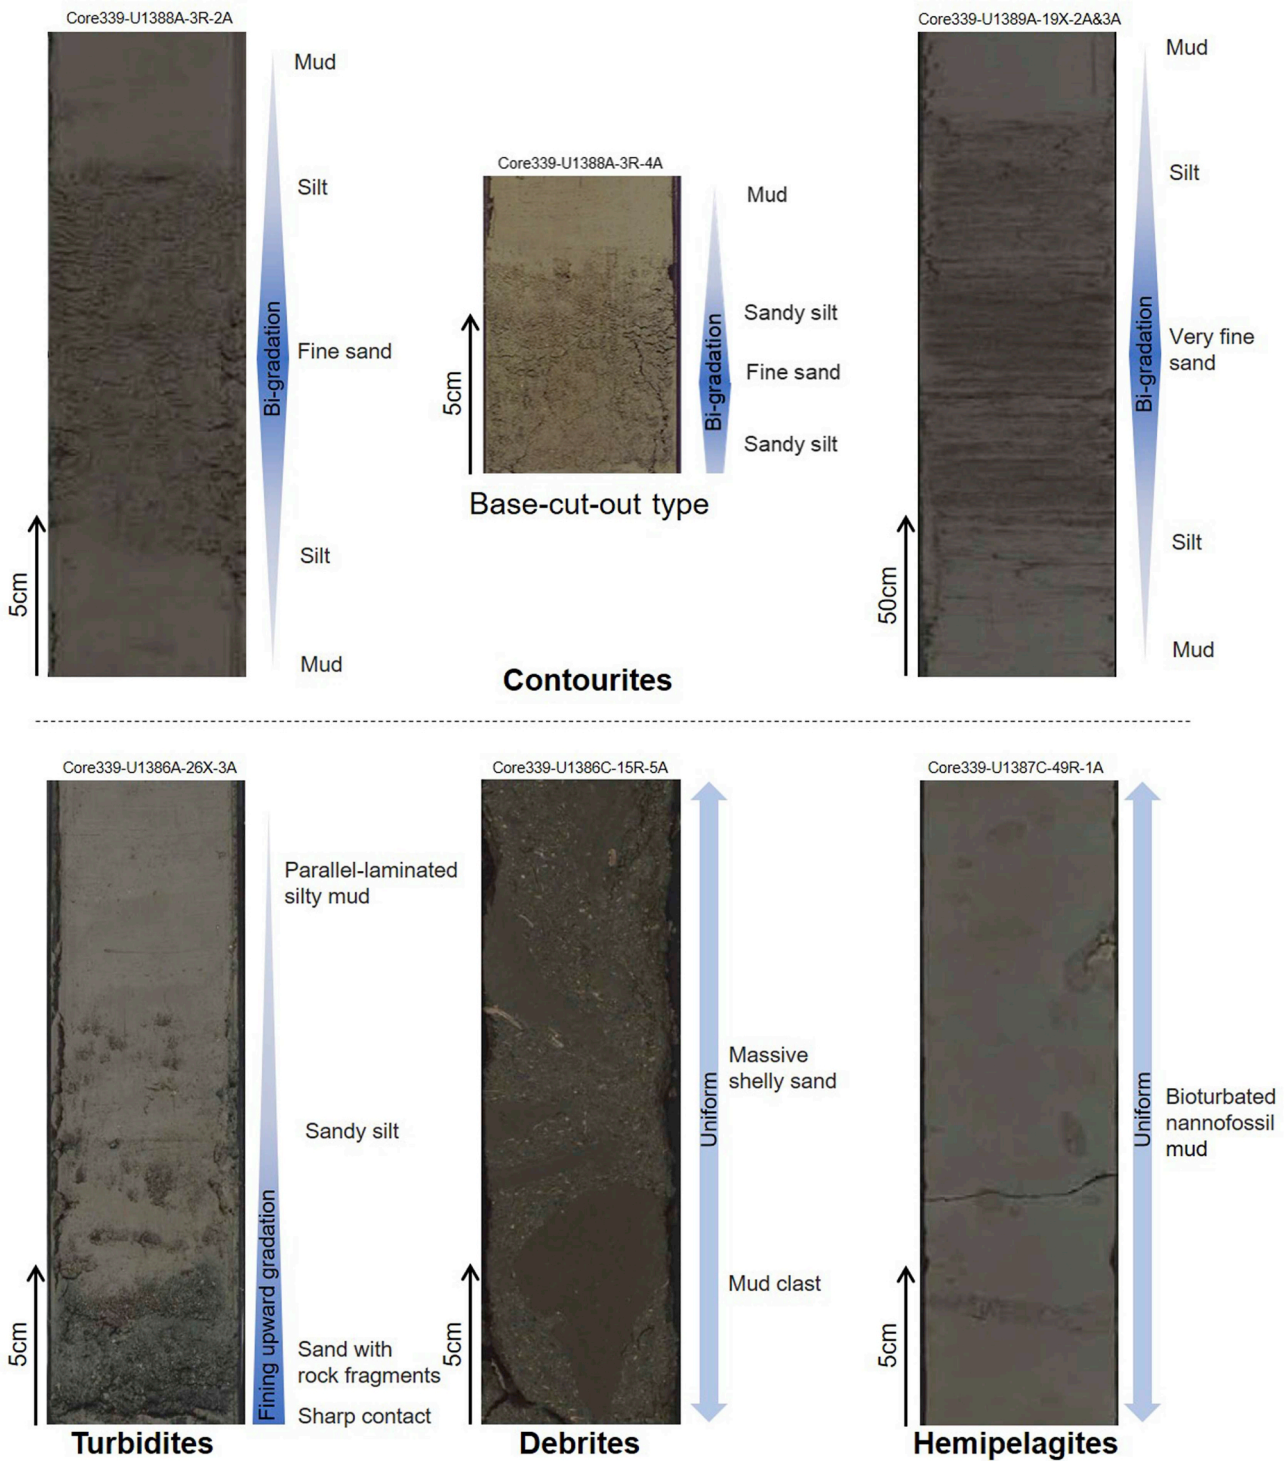 Core339-U1388A-3R-2A
Mud
Silt
Bi-gradation
Fine sand
Silt
Mud
5cm
Core339-U1388A-3R-4A
Mud
Sandy silt
Bi-gradation
Fine sand
Sandy silt
5cm
Base-cut-out type
Core339-U1389A-19X-2A&3A
Mud
Silt
Bi-gradation
Very fine
sand
Silt
Mud
50cm
Contourites
Core339-U1386A-26X-3A
Parallel-laminated
silty mud
Sandy silt
Fining upward gradation
Sand with
rock fragments
Sharp contact
5cm
Turbidites
Core339-U1386C-15R-5A
Massive
shelly sand
Uniform
Mud clast
5cm
Debrites
Core339-U1387C-49R-1A
Uniform
Bioturbated
nannofossil
mud
5cm
Hemipelagites